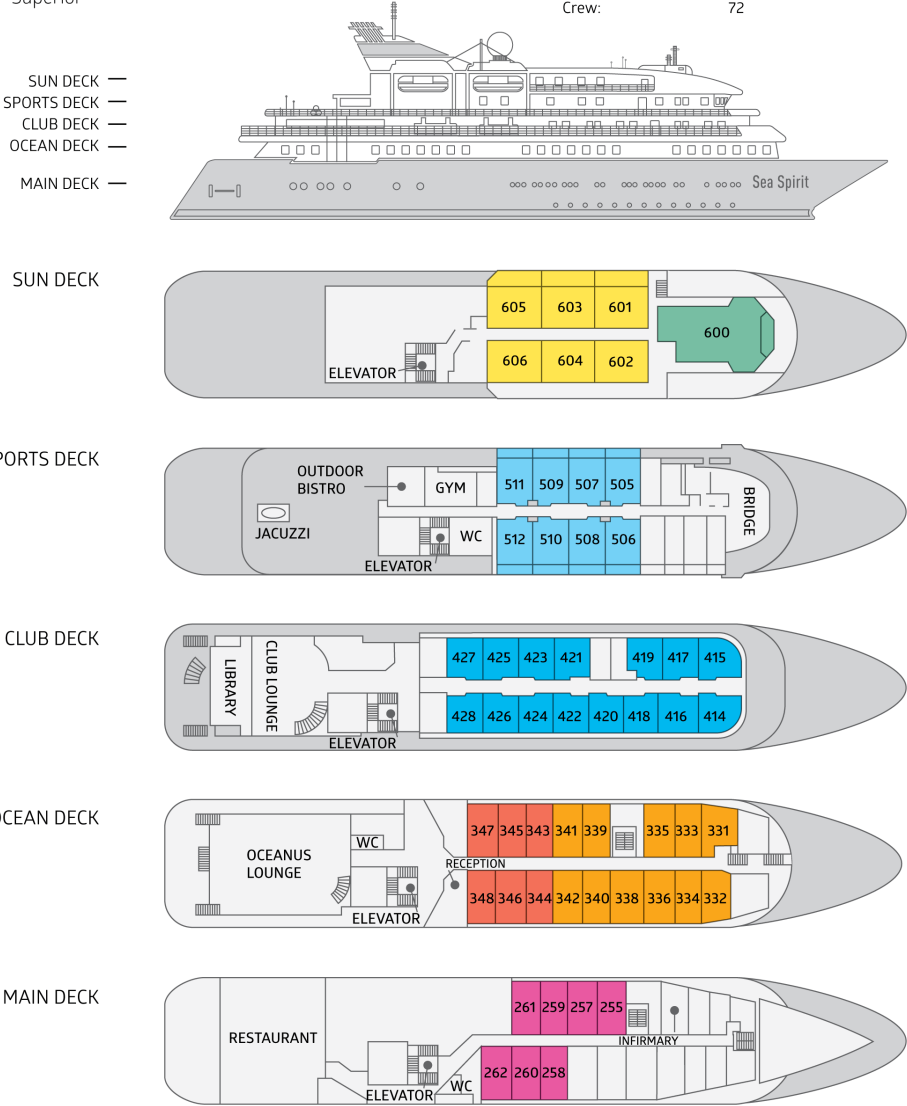 Superior
Crew: 72
SUN DECK
SPORTS DECK
CLUB DECK
OCEAN DECK
MAIN DECK
Sea Spirit
SUN DECK
605 603 601
600
606 604 602
ELEVATOR
PORTS DECK
OUTDOOR
BISTRO
GYM
511 509 507 505
BRIDGE
JACUZZI
WC
512 510 508 506
ELEVATOR
CLUB DECK
LIBRARY
CLUB LOUNGE
427 425 423 421 419 417 415
428 426 424 422 420 418 416 414
ELEVATOR
OCEAN DECK
347 345 343 341 339 335 333 331
WC
OCEANUS
LOUNGE
RECEPTION
348 346 344 342 340 338 336 334 332
ELEVATOR
MAIN DECK
261 259 257 255
RESTAURANT
INFIRMARY
262 260 258
WC
ELEVATOR